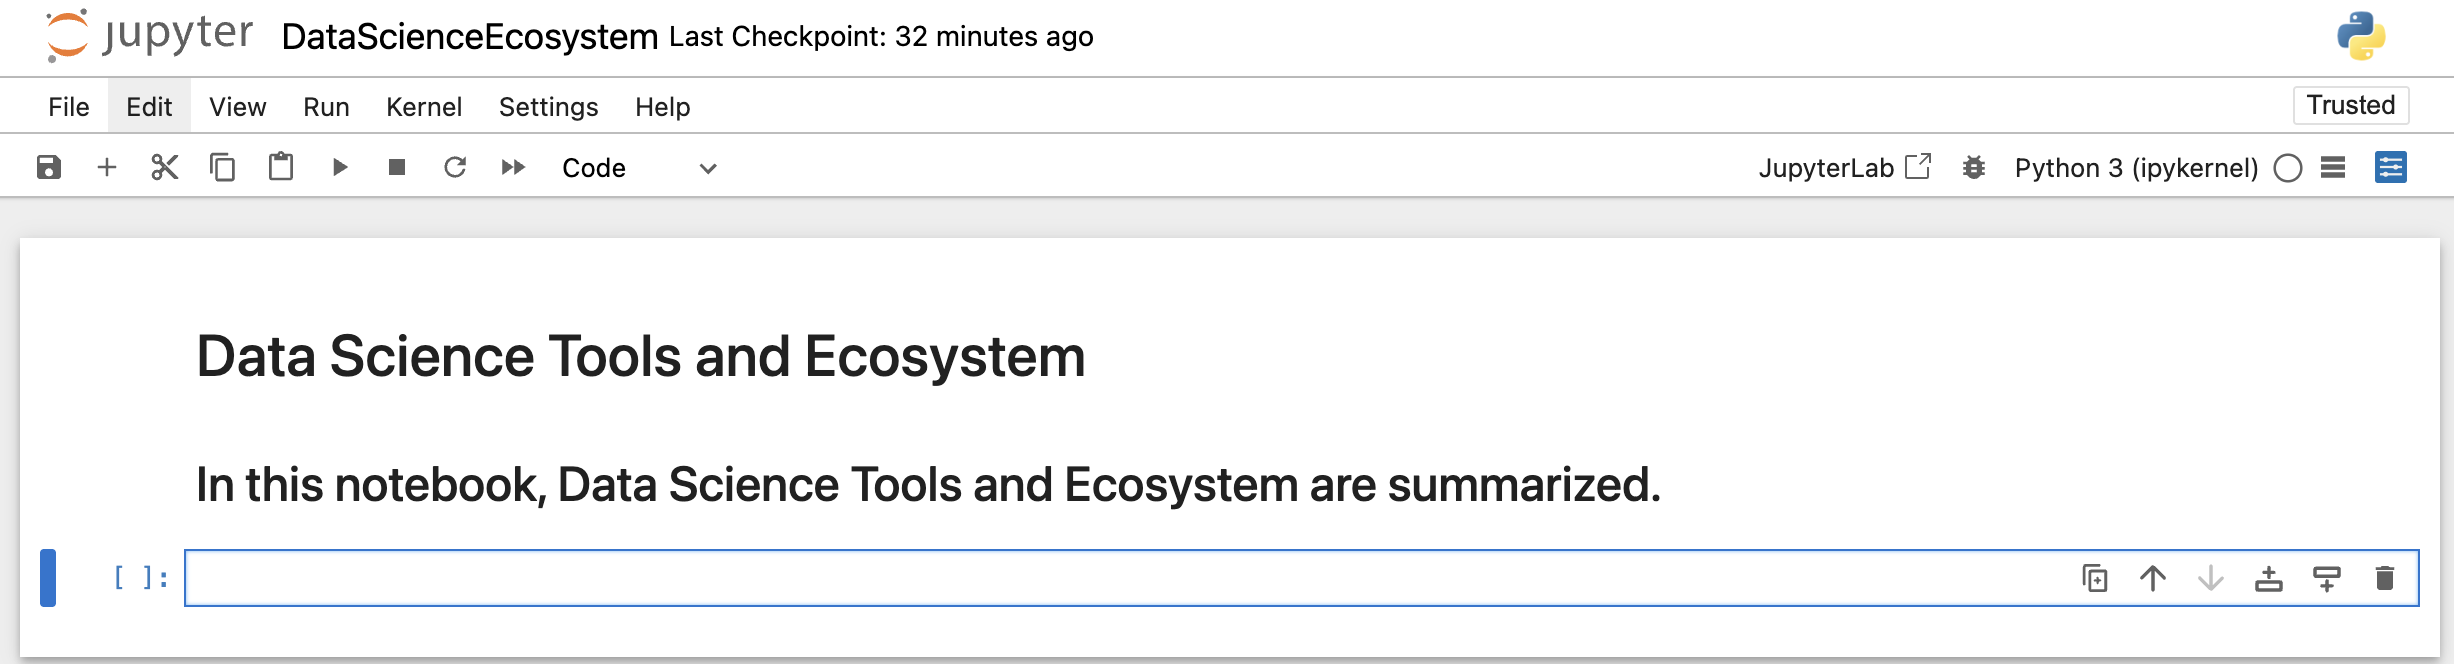 jupyter DataScienceEcosystem Last Checkpoint: 32 minutes ago
File Edit View Run Kernel Settings Help Trusted
Code JupyterLab Python 3 (ipykernel)
Data Science Tools and Ecosystem
In this notebook, Data Science Tools and Ecosystem are summarized.
[ ]: